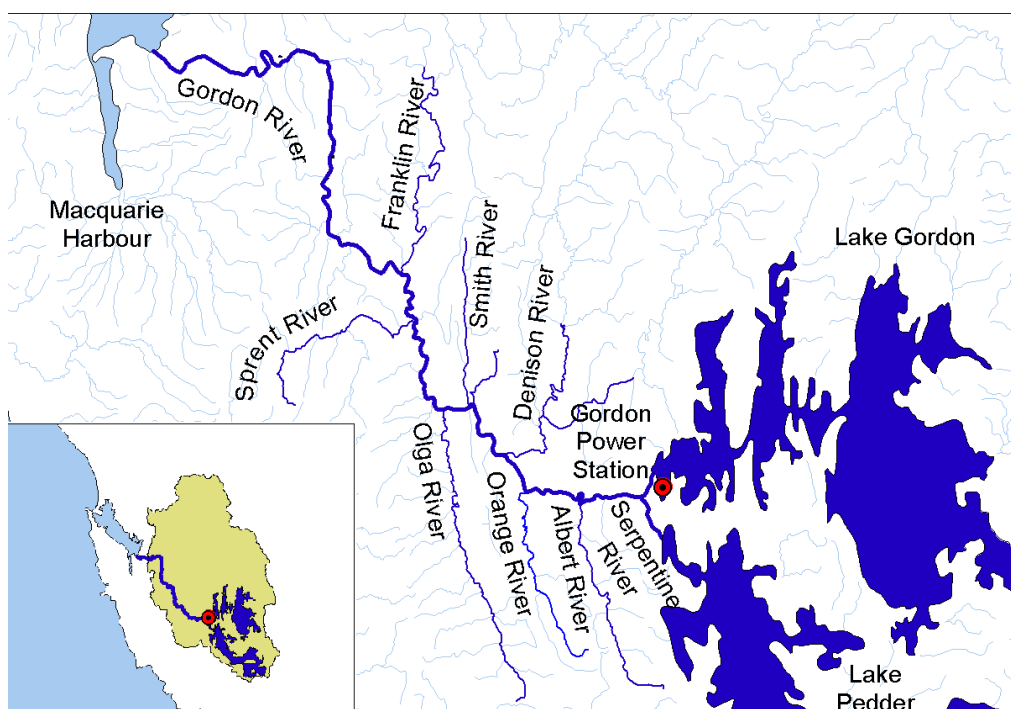 Gordon River
Macquarie
Harbour
Franklin River
Lake Gordon
Smith River
Sprent River
Denison River
Gordon
Power
Station
Olga River
Orange River
Albert River
Serpentine
River
Lake
Pedder